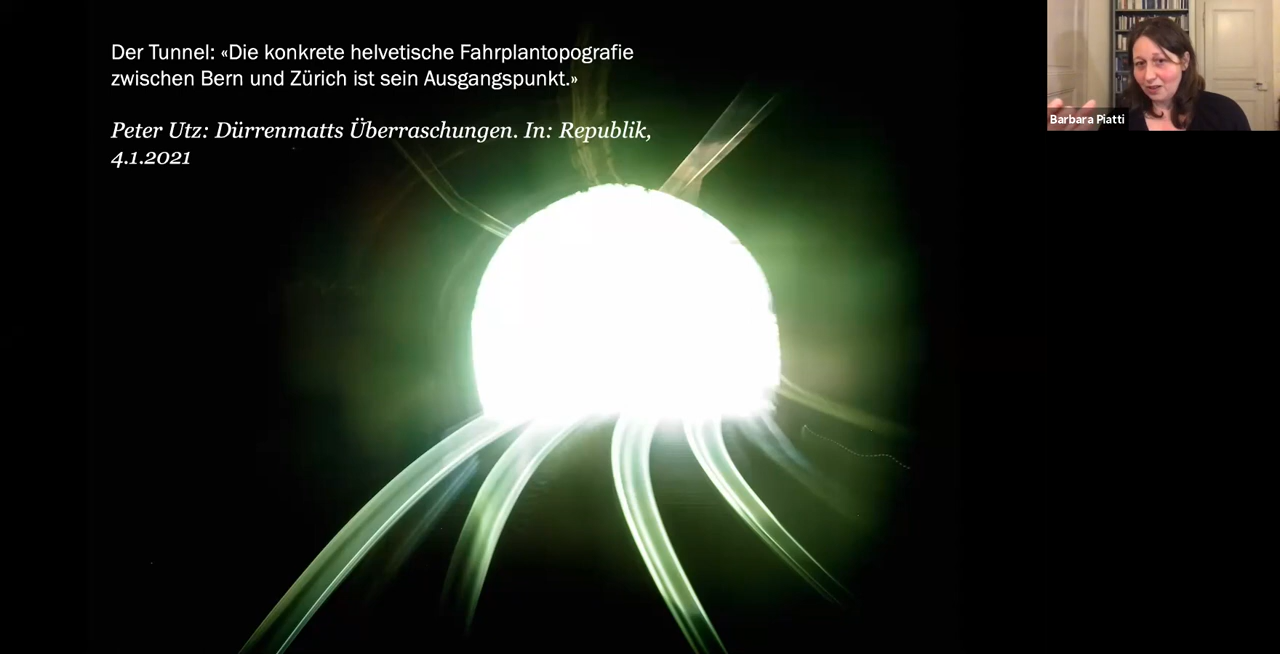 Der Tunnel: «Die konkrete helvetische Fahrplantopografie
zwischen Bern und Zürich ist sein Ausgangspunkt.»
Peter Utz: Dürrenmatts Überraschungen. In: Republik,
4.1.2021
Barbara Piatti